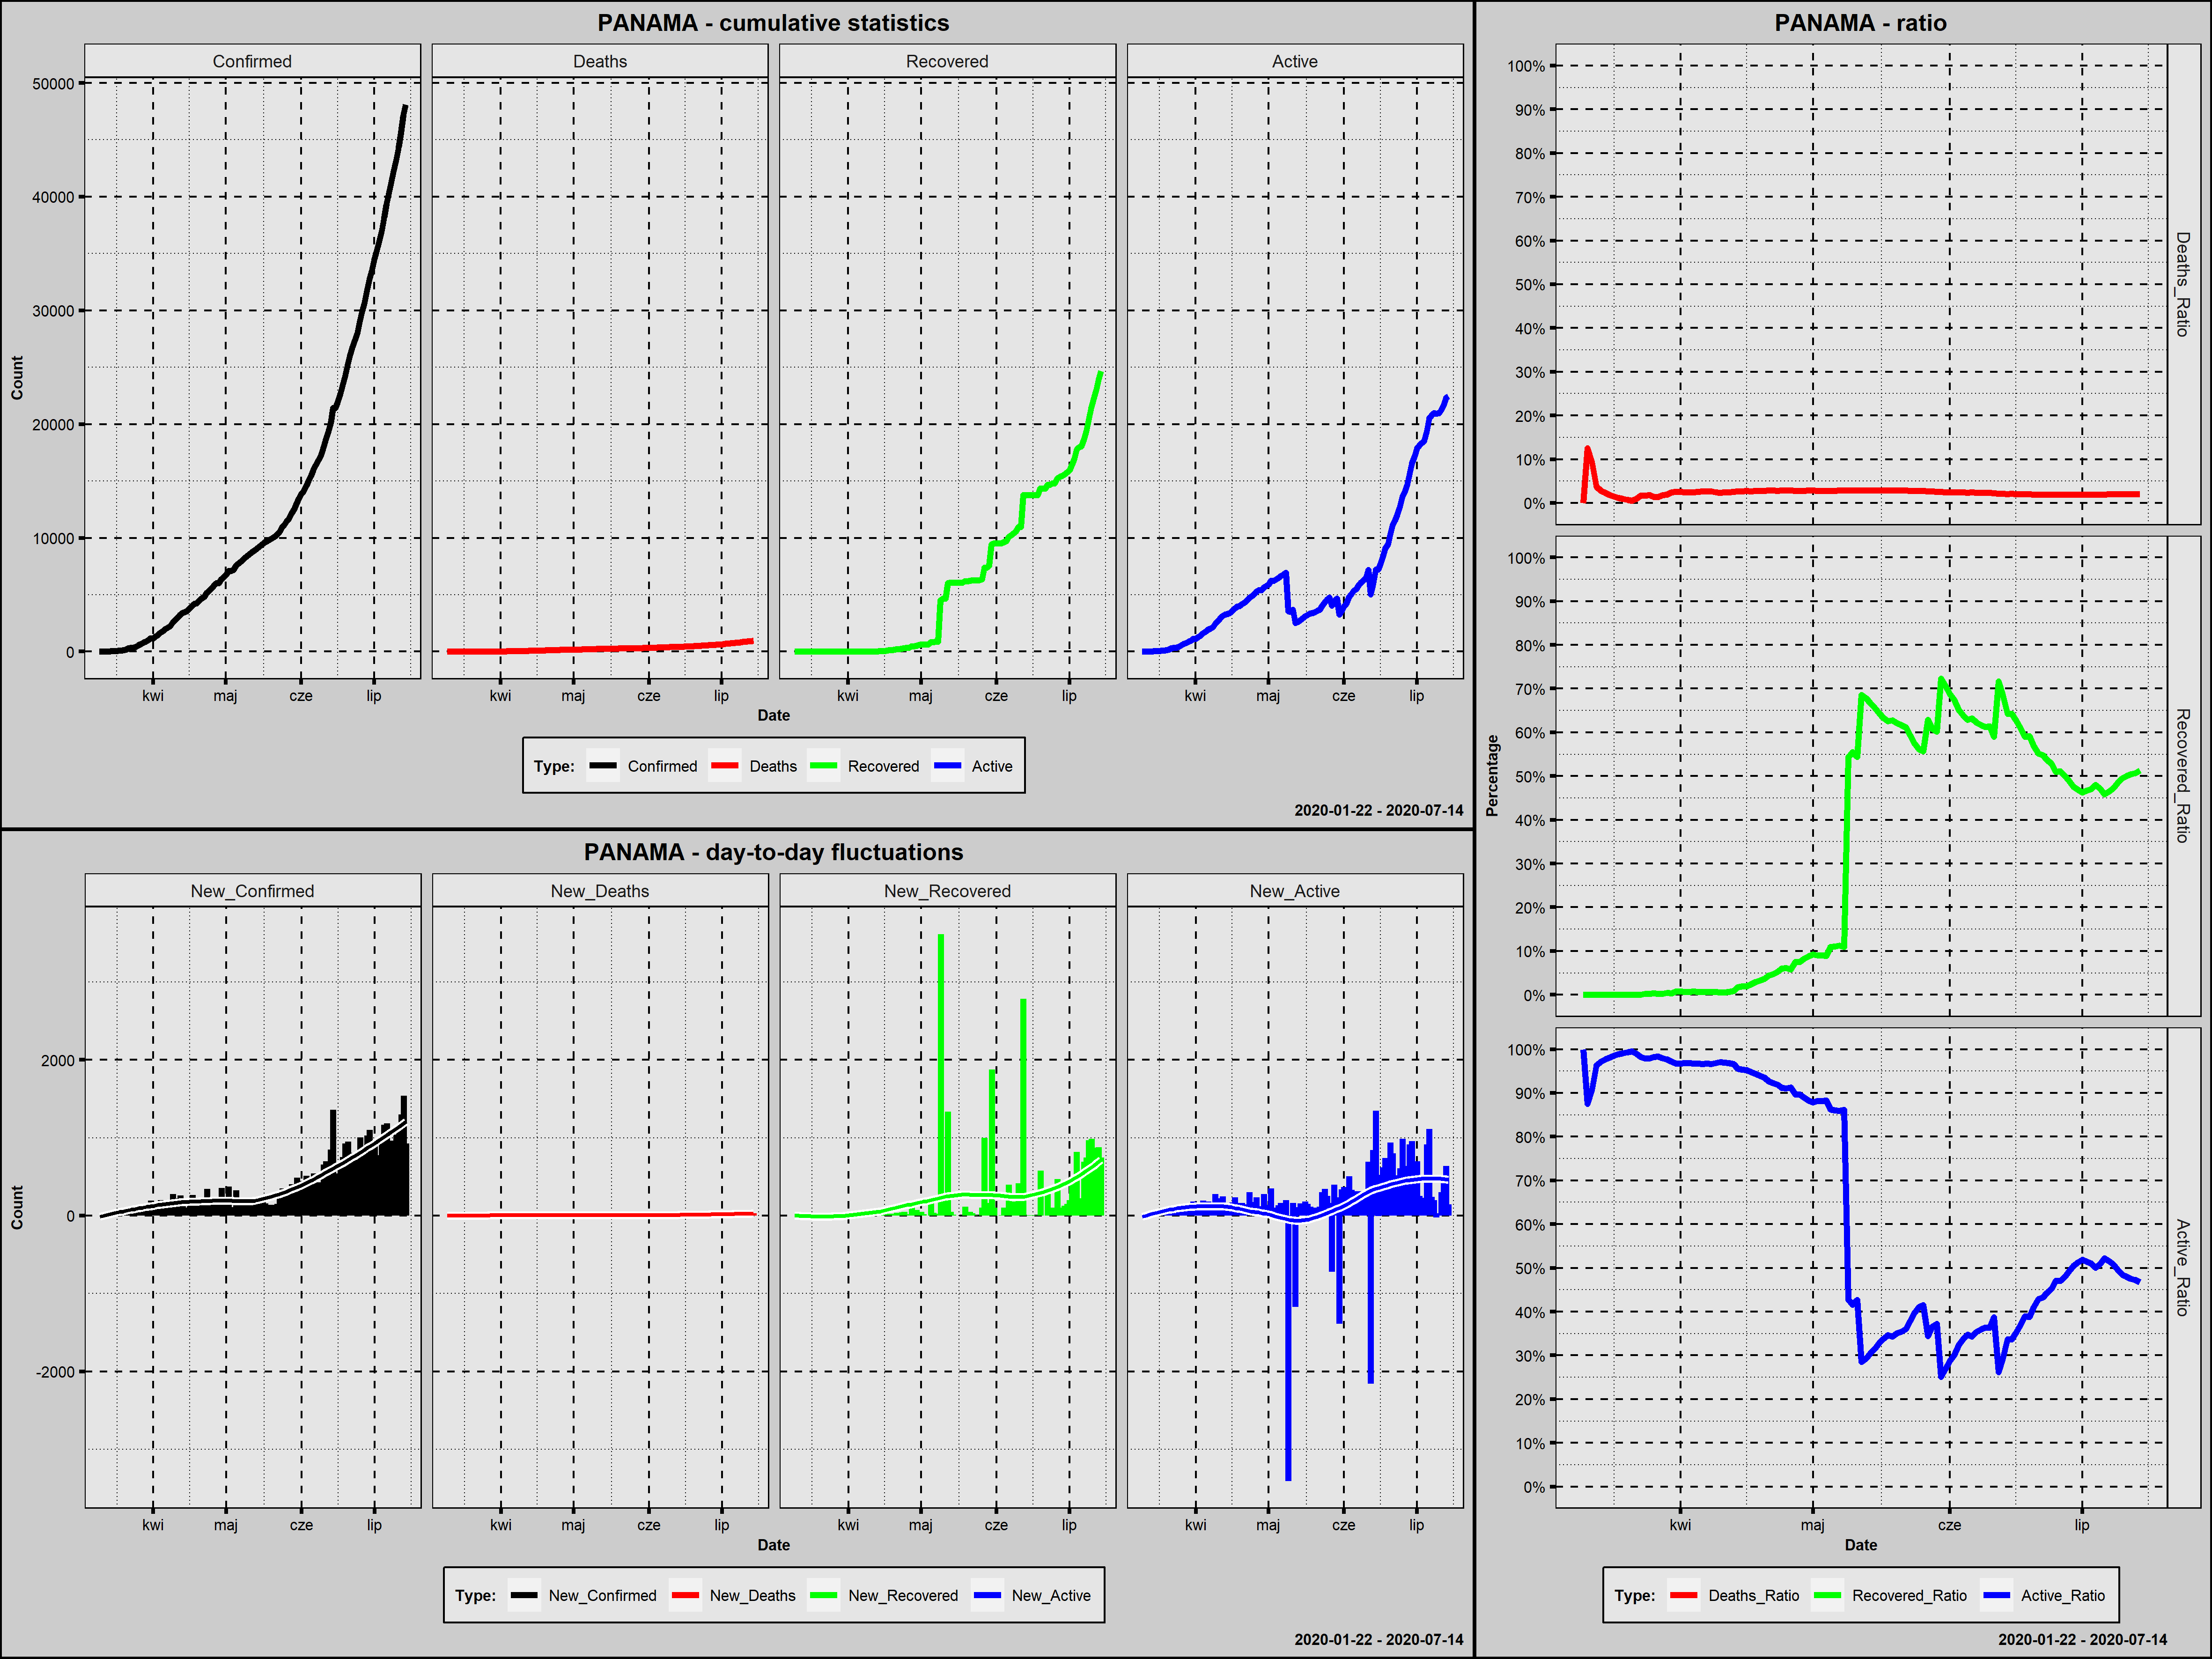 PANAMA - cumulative statistics
Confirmed Deaths Recovered Active
50000
40000
30000
20000
10000
0
Count
kwi maj cze lip kwi maj cze lip kwi maj cze lip kwi maj cze lip
Date
Type: Confirmed Deaths Recovered Active
2020-01-22 - 2020-07-14
PANAMA - day-to-day fluctuations
New_Confirmed New_Deaths New_Recovered New_Active
2000
0
-2000
Count
kwi maj cze lip kwi maj cze lip kwi maj cze lip kwi maj cze lip
Date
Type: New_Confirmed New_Deaths New_Recovered New_Active
2020-01-22 - 2020-07-14
PANAMA - ratio
100%
90%
80%
70%
60%
50%
40%
30%
20%
10%
0%
Deaths_Ratio
100%
90%
80%
70%
60%
50%
40%
30%
20%
10%
0%
Recovered_Ratio
Percentage
100%
90%
80%
70%
60%
50%
40%
30%
20%
10%
0%
Active_Ratio
kwi maj cze lip
Date
Type: Deaths_Ratio Recovered_Ratio Active_Ratio
2020-01-22 - 2020-07-14